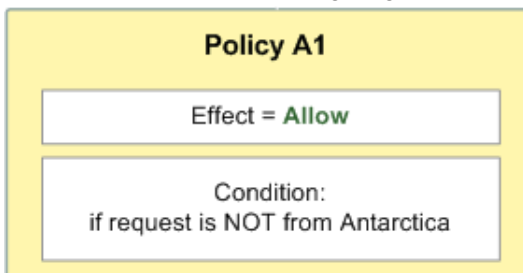 Policy A1
Effect = Allow
Condition:
if request is NOT from Antarctica